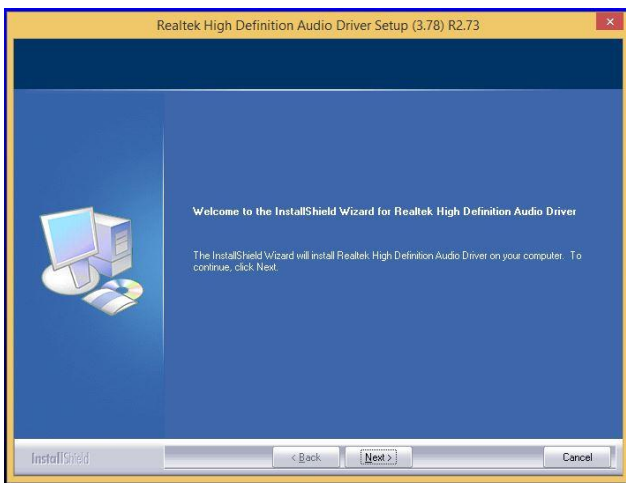 Realtek High Definition Audio Driver Setup (3.78) R2.73
Welcome to the InstallShield Wizard for Realtek High Definition Audio Driver
The InstallShield Wizard will install Realtek High Definition Audio Driver on your computer. To
continue, click Next.
InstallShield
< Back
Next >
Cancel